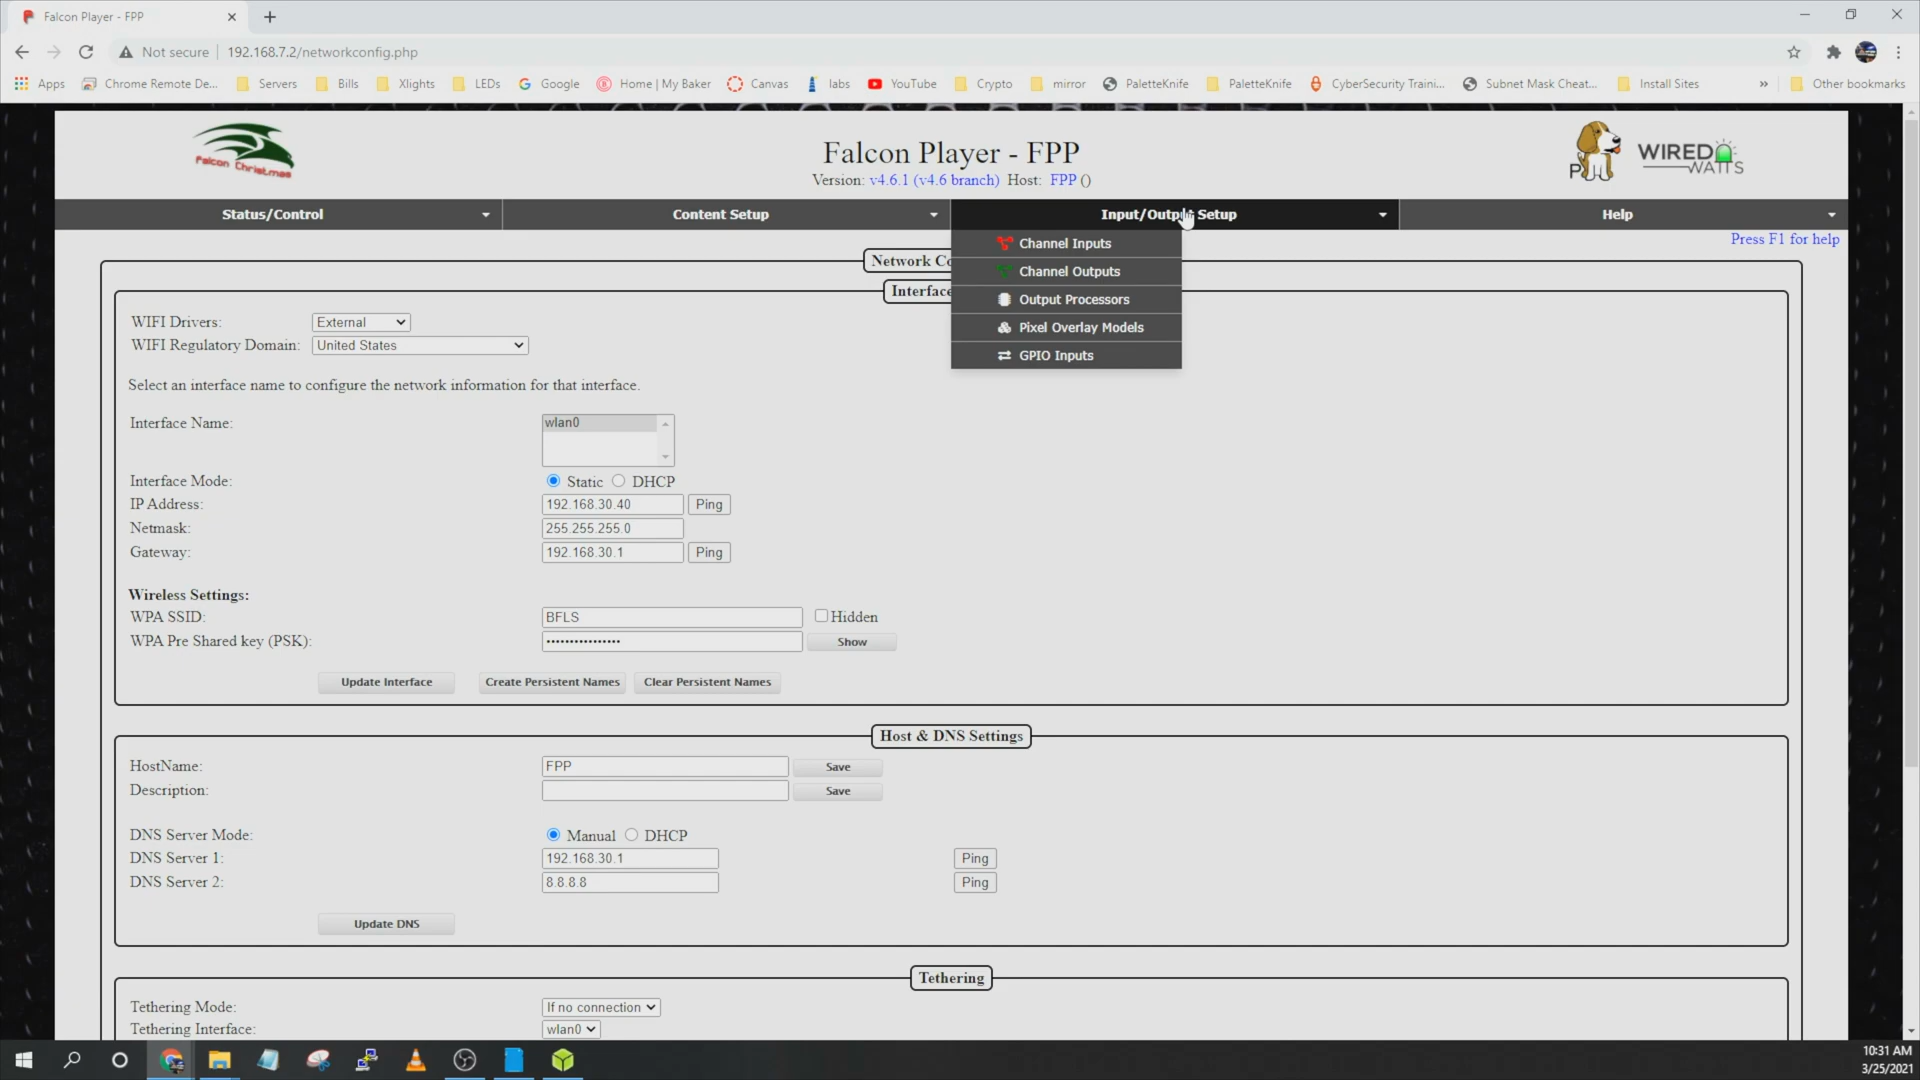 Falcon Player - FPP
Not secure | 192.168.7.2/networkconfig.php
Apps Chrome Remote De... Servers Bills Xlights LEDs Google Home | My Baker Canvas labs YouTube Crypto mirror PaletteKnife PaletteKnife CyberSecurity Traini... Subnet Mask Cheat... Install Sites » Other bookmarks
Falcon Christmas
Falcon Player - FPP
WIRED WATTS
Version: v4.6.1 (v4.6 branch) Host: FPP ()
Status/Control Content Setup Input/Output Setup Help
Press F1 for help
Channel Inputs
Channel Outputs
Output Processors
Pixel Overlay Models
GPIO Inputs
Network Co
Interface
WIFI Drivers: External
WIFI Regulatory Domain: United States
Select an interface name to configure the network information for that interface.
Interface Name: wlan0
Interface Mode: Static DHCP
IP Address: 192.168.30.40 Ping
Netmask: 255.255.255.0
Gateway: 192.168.30.1 Ping
Wireless Settings:
WPA SSID: BFLS Hidden
WPA Pre Shared key (PSK): •••••••••••••••• Show
Update Interface Create Persistent Names Clear Persistent Names
Host & DNS Settings
HostName: FPP Save
Description: Save
DNS Server Mode: Manual DHCP
DNS Server 1: 192.168.30.1 Ping
DNS Server 2: 8.8.8.8 Ping
Update DNS
Tethering
Tethering Mode: If no connection
Tethering Interface: wlan0
10:31 AM
3/25/2021